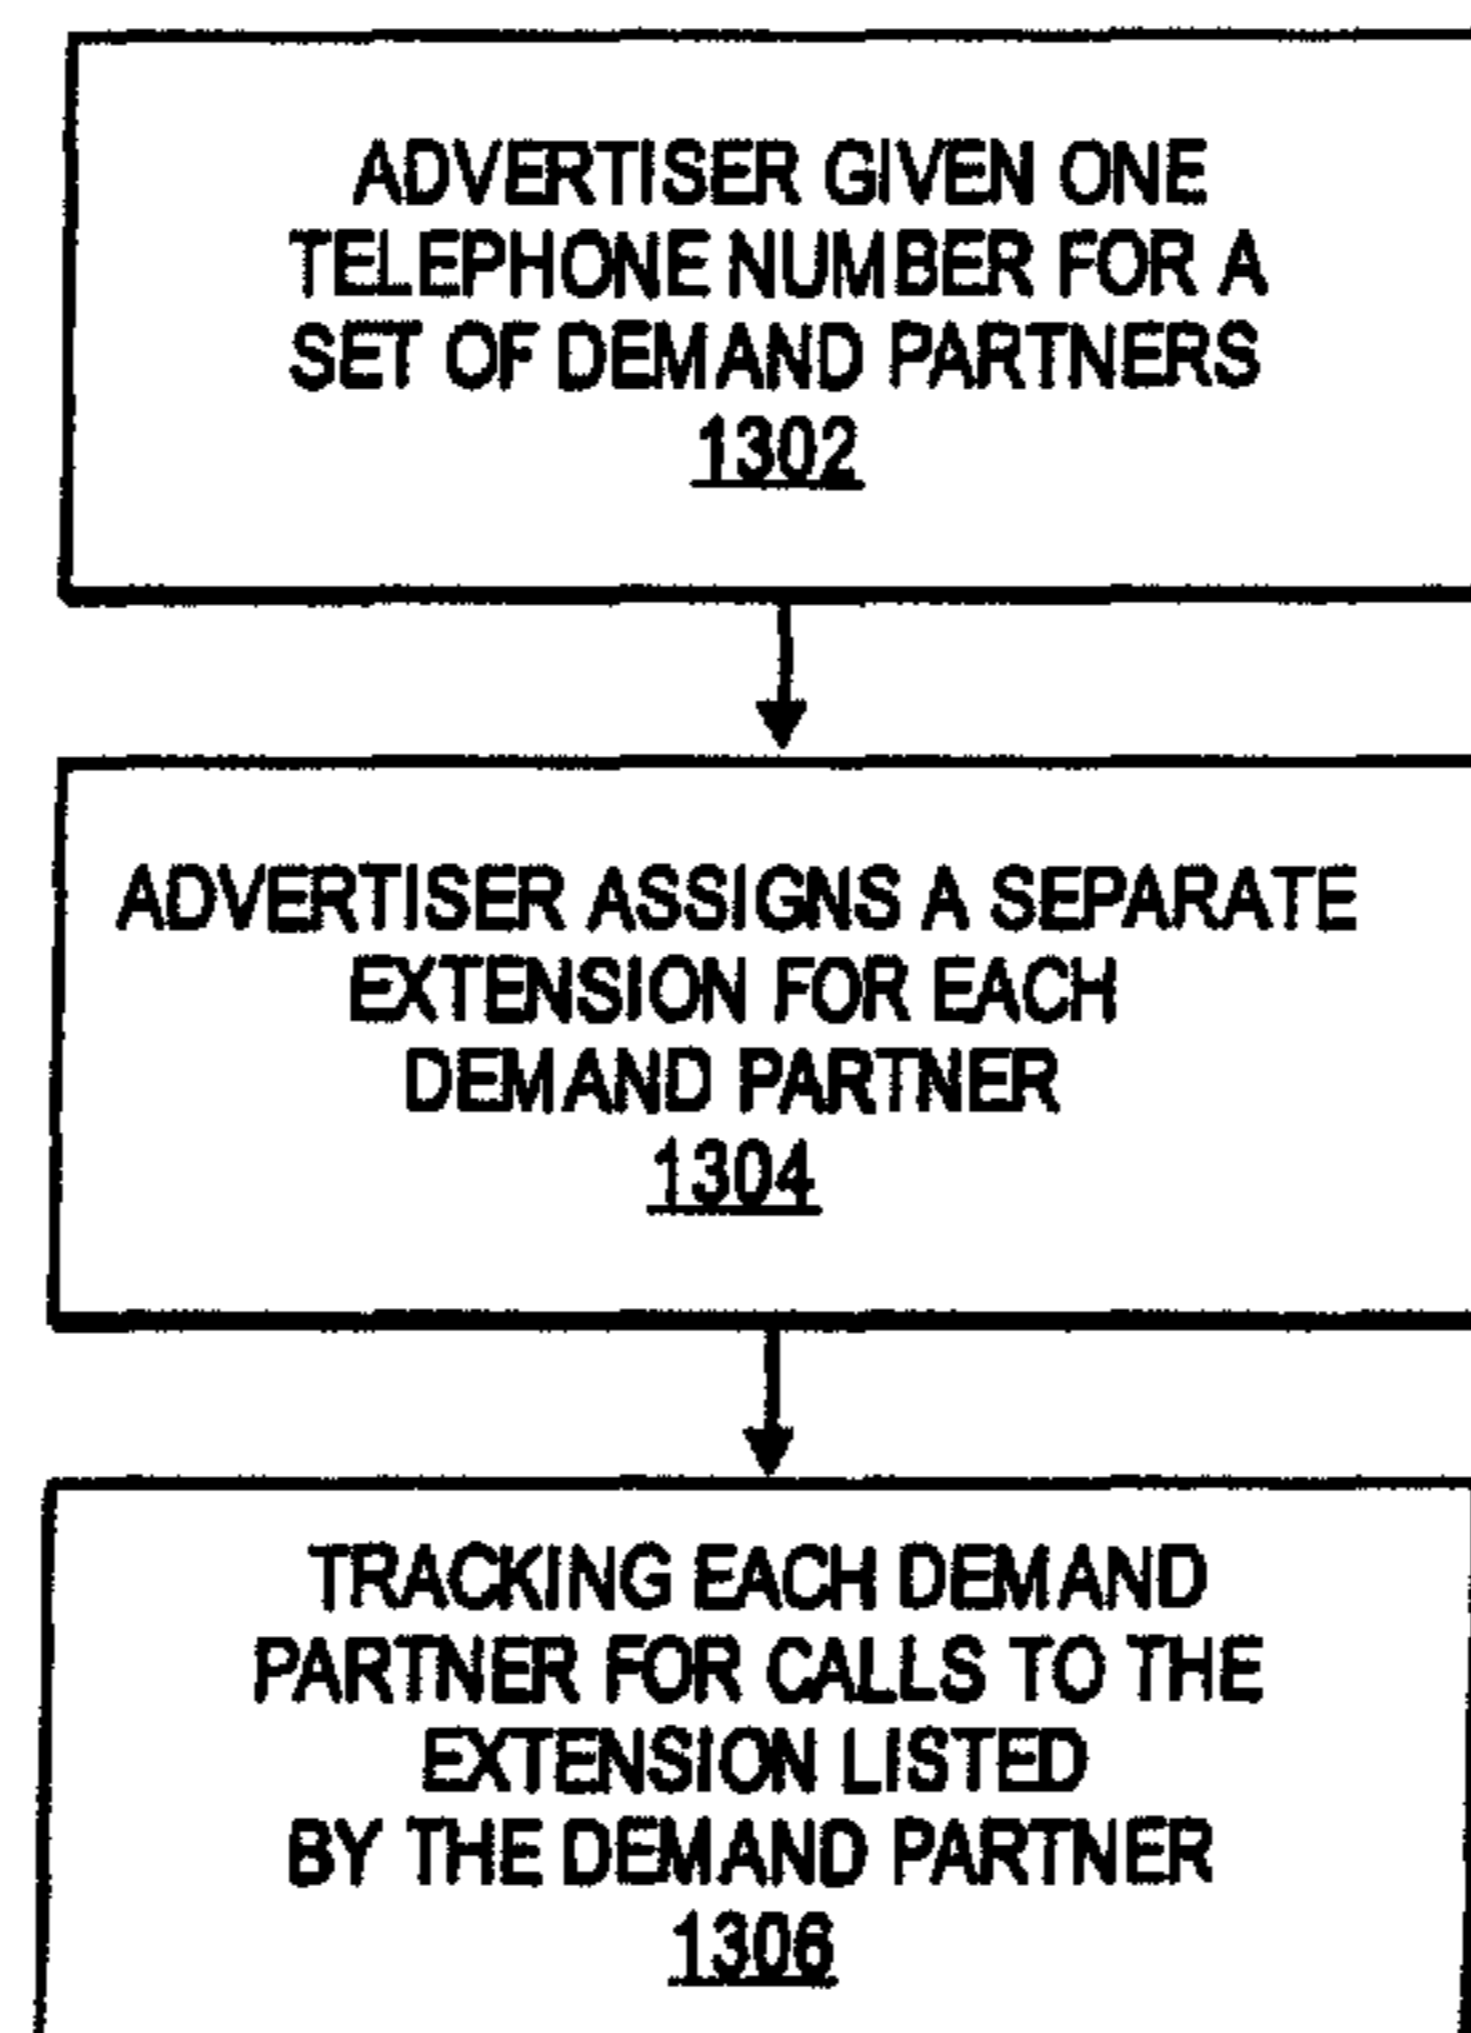 ADVERTISER GIVEN ONE
TELEPHONE NUMBER FOR A
SET OF DEMAND PARTNERS
1302
ADVERTISER ASSIGNS A SEPARATE
EXTENSION FOR EACH
DEMAND PARTNER
1304
TRACKING EACH DEMAND
PARTNER FOR CALLS TO THE
EXTENSION LISTED
BY THE DEMAND PARTNER
1306